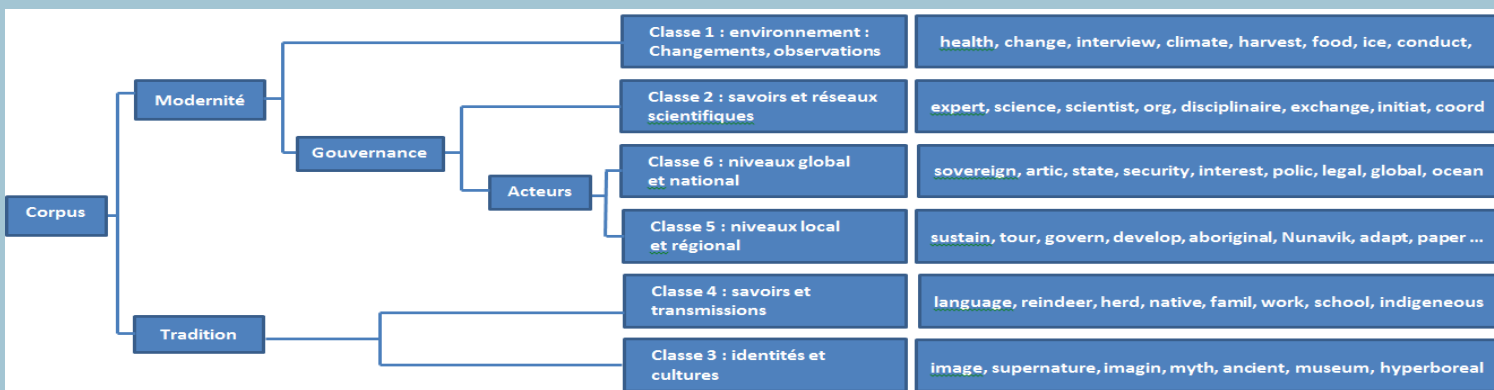 Corpus
Modernité
Tradition
Gouvernance
Acteurs
Classe 1 : environnement :
Changements, observations
health, change, interview, climate, harvest, food, ice, conduct,
Classe 2 : savoirs et réseaux
scientifiques
expert, science, scientist, org, disciplinaire, exchange, initiat, coord
Classe 6 : niveaux global
et national
sovereign, artic, state, security, interest, polic, legal, global, ocean
Classe 5 : niveaux local
et régional
sustain, tour, govern, develop, aboriginal, Nunavik, adapt, paper ...
Classe 4 : savoirs et
transmissions
language, reindeer, herd, native, famil, work, school, indigeneous
Classe 3 : identités et
cultures
image, supernature, imagin, myth, ancient, museum, hyperboreal